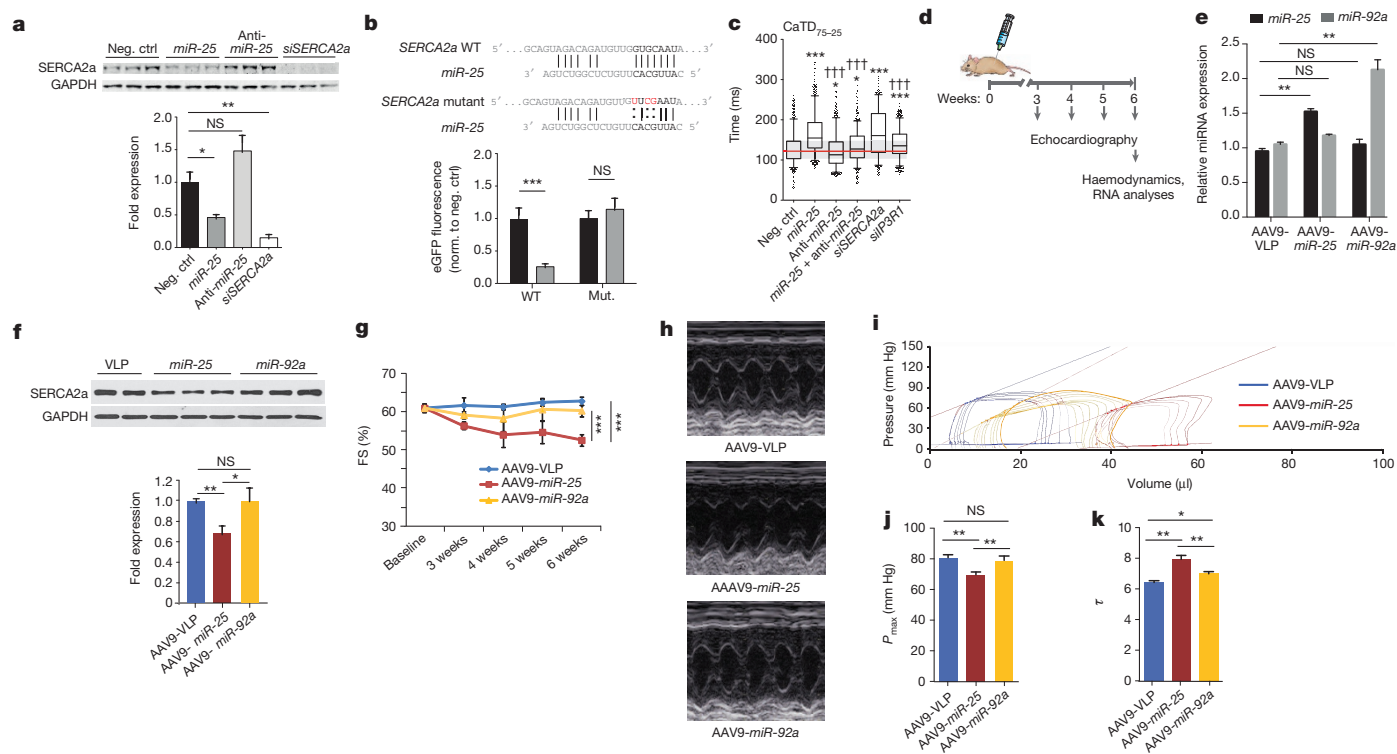 a
Neg. ctrl
miR-25
Anti-
miR-25
siSERCA2a
SERCA2a
GAPDH
**
NS
*
Fold expression
2.0
1.5
1.0
0.5
0
Neg. ctrl
miR-25
Anti-miR-25
siSERCA2a
b
SERCA2a WT
5′ ...GCAGUAGACAGAUGUUGGUGCAAUA... 3′
miR-25
3′ AGUCUGGCUCUGUUCACGUUAC 5′
SERCA2a mutant
5′ ...GCAGUAGACAGAUGUUGUUCGAAUA... 3′
miR-25
3′ AGUCUGGCUCUGUUCACGUUAC 5′
eGFP fluorescence
(norm. to neg. ctrl)
1.5
1.0
0.5
0.0
***
NS
WT
Mut.
c
CaTD75–25
Time (ms)
400
300
200
100
0
***
†††
*
†††
*
***
†††
***
Neg. ctrl
miR-25
Anti-miR-25
miR-25 + anti-miR-25
siSERCA2a
siIP3R1
d
Weeks: 0
3
4
5
6
Echocardiography
Haemodynamics,
RNA analyses
e
miR-25
miR-92a
Relative miRNA expression
2.5
2.0
1.5
1.0
0.5
0.0
**
NS
NS
**
AAV9-
VLP
AAV9-
miR-25
AAV9-
miR-92a
f
VLP
miR-25
miR-92a
SERCA2a
GAPDH
NS
**
*
Fold expression
1.2
1.0
0.8
0.6
0.4
0.2
0
AAV9-VLP
AAV9- miR-25
AAV9- miR-92a
g
FS (%)
70
65
60
55
50
40
30
***
***
AAV9-VLP
AAV9-miR-25
AAV9-miR-92a
Baseline
3 weeks
4 weeks
5 weeks
6 weeks
h
AAV9-VLP
AAAV9-miR-25
AAV9-miR-92a
i
Pressure (mm Hg)
150
120
90
60
30
0
0
20
40
60
80
100
Volume (µl)
AAV9-VLP
AAV9-miR-25
AAV9-miR-92a
j
NS
**
**
Pmax (mm Hg)
100
80
60
40
20
0
AAV9-VLP
AAV9-miR-25
AAV9-miR-92a
k
*
**
**
τ
10
8
6
4
2
0
AAV9-VLP
AAV9-miR-25
AAV9-miR-92a